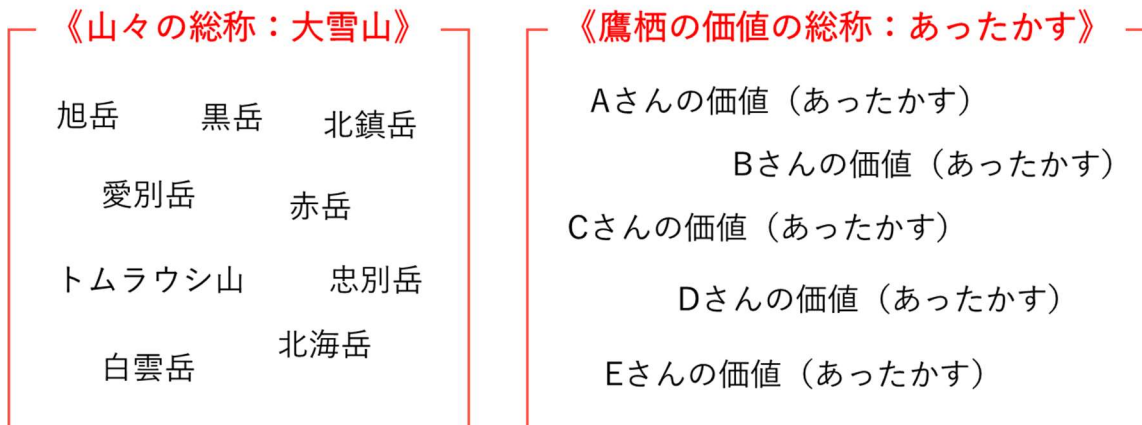 《山々の総称：大雪山》
旭岳
黒岳
北鎮岳
愛別岳
赤岳
トムラウシ山
忠別岳
北海岳
白雲岳
《鷹栖の価値の総称：あったかす》
Aさんの価値（あったかす）
Bさんの価値（あったかす）
Cさんの価値（あったかす）
Dさんの価値（あったかす）
Eさんの価値（あったかす）